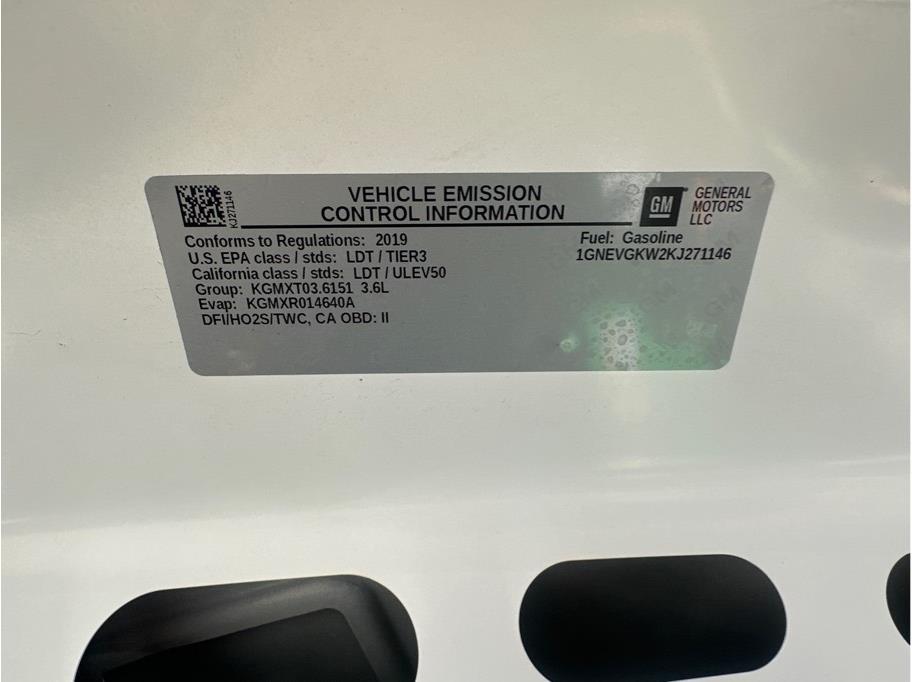 VEHICLE EMISSION
CONTROL INFORMATION
KJ271146
GM
GENERAL
MOTORS
LLC
Conforms to Regulations: 2019
U.S. EPA class / stds: LDT / TIER3
California class / stds: LDT / ULEV50
Group: KGMXT03.6151 3.6L
Evap: KGMXR014640A
DFI/HO2S/TWC, CA OBD: II
Fuel: Gasoline
1GNEVGKW2KJ271146